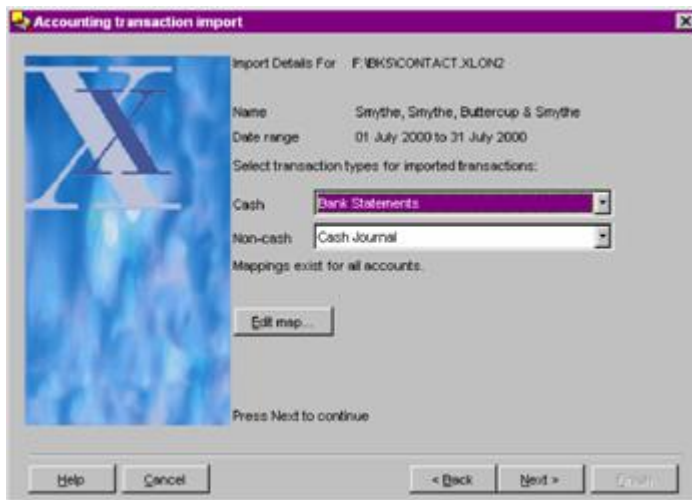 Accounting transaction import
Import Details For F:\BKS\CONTACT.XLON2
Name Smythe, Smythe, Buttercup & Smythe
Date range 01 July 2000 to 31 July 2000
Select transaction types for imported transactions:
Cash Bank Statements
Non-cash Cash Journal
Mappings exist for all accounts.
Edit map...
Press Next to continue
Help Cancel < Back Next > Finish